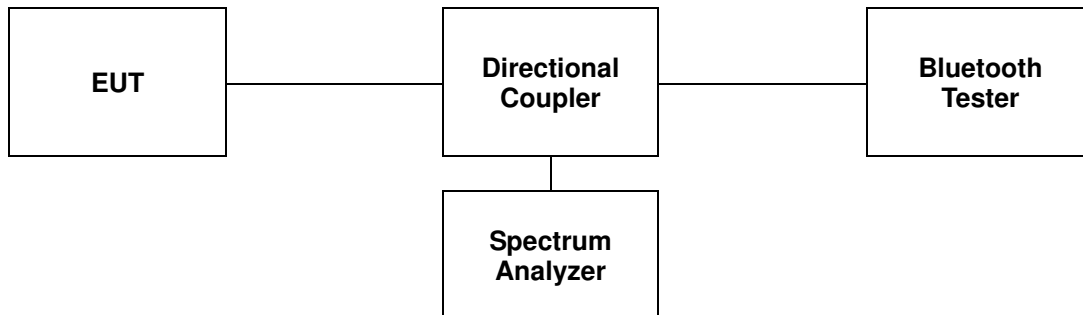 EUT
Directional
Coupler
Bluetooth
Tester
Spectrum
Analyzer